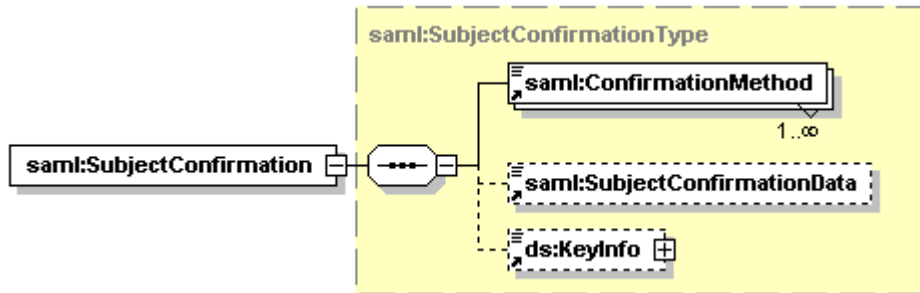 saml:SubjectConfirmationType
saml:ConfirmationMethod
1..∞
saml:SubjectConfirmation
saml:SubjectConfirmationData
ds:KeyInfo